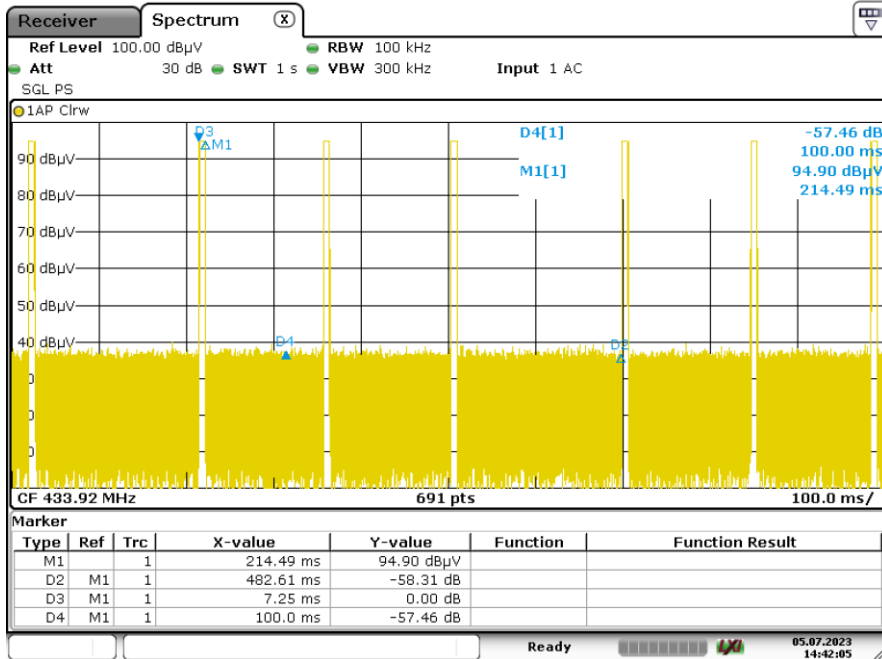 Receiver Spectrum X
Ref Level 100.00 dBµV RBW 100 kHz
Att 30 dB SWT 1 s VBW 300 kHz Input 1 AC
SGL PS
1AP Clrw
D3 D4[1] -57.46 dB
M1 100.00 ms
90 dBµV M1[1] 94.90 dBµV
80 dBµV 214.49 ms
70 dBµV
60 dBµV
50 dBµV
40 dBµV D4 D2
CF 433.92 MHz 691 pts 100.0 ms/
Marker
Type Ref Trc X-value Y-value Function Function Result
M1 1 214.49 ms 94.90 dBµV
D2 M1 1 482.61 ms -58.31 dB
D3 M1 1 7.25 ms 0.00 dB
D4 M1 1 100.0 ms -57.46 dB
Ready LXI 05.07.2023
14:42:05